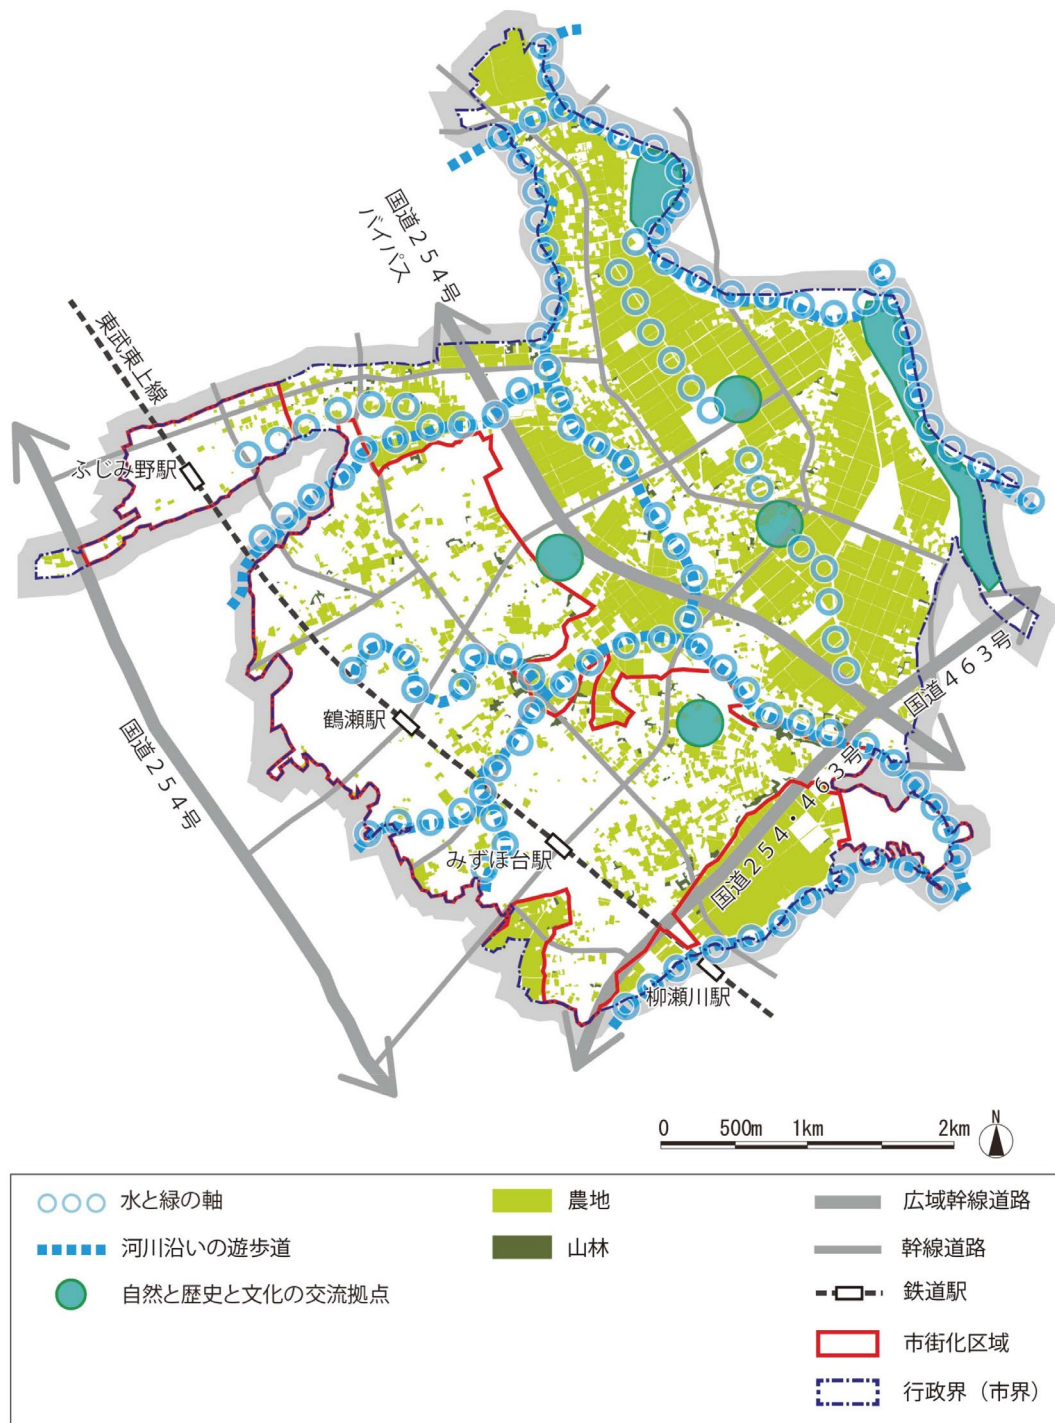 国道２５４号
バイパス
東武東上線
ふじみ野駅
国道４６３号
鶴瀬駅
国道２５４号
国道２５４・４６３号
みずほ台駅
柳瀬川駅
0 500m 1km 2km
N
水と緑の軸
河川沿いの遊歩道
自然と歴史と文化の交流拠点
農地
山林
広域幹線道路
幹線道路
鉄道駅
市街化区域
行政界（市界）